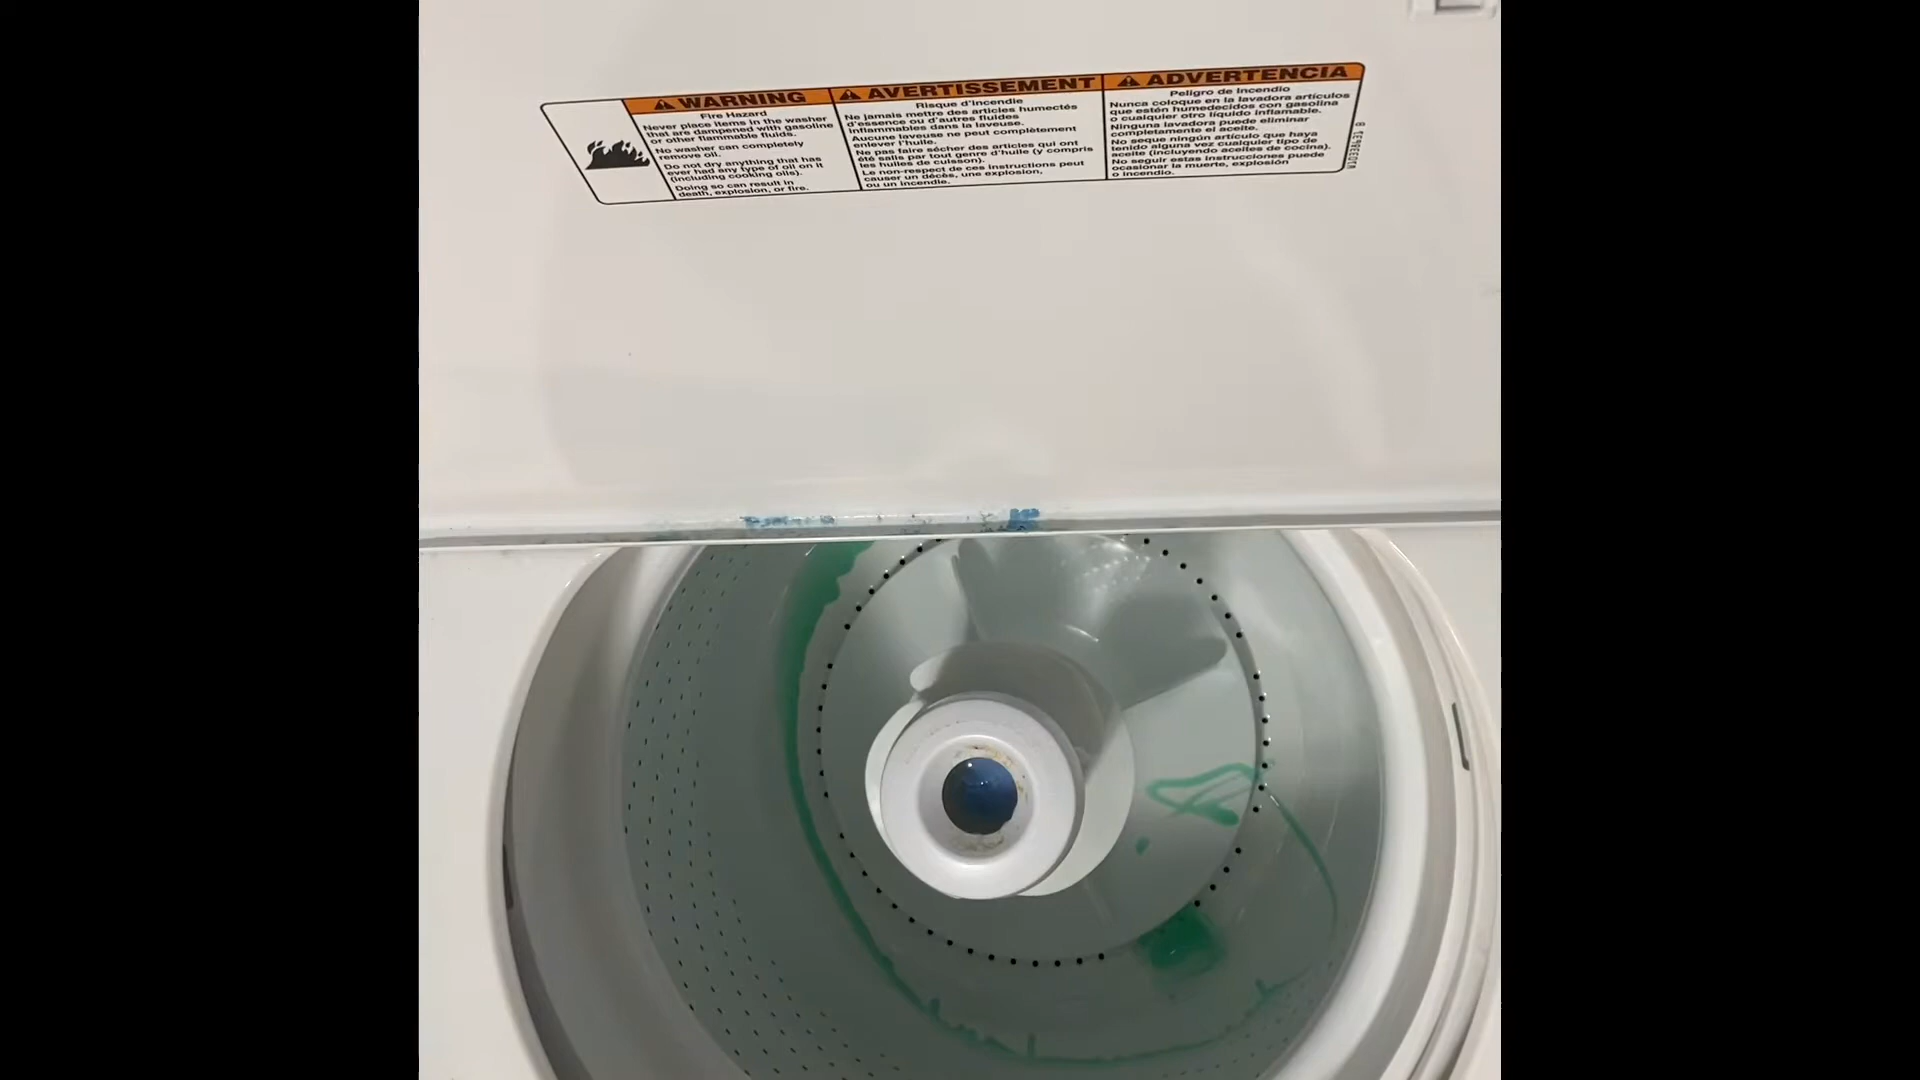 WARNING
Fire Hazard
Never place items in the washer
that are dampened with gasoline
or other flammable fluids.
No washer can completely
remove oil.
Do not dry anything that has
ever had any type of oil on it
(including cooking oils).
Doing so can result in
death, explosion, or fire.
AVERTISSEMENT
Risque d'incendie
Ne jamais mettre des articles humectés
d'essence ou d'autres fluides
inflammables dans la laveuse.
Aucune laveuse ne peut complètement
enlever l'huile.
Ne pas faire sécher des articles qui ont
été salis par tout genre d'huile (y compris
les huiles de cuisson).
Le non-respect de ces instructions peut
causer un décès, une explosion,
ou un incendie.
ADVERTENCIA
Peligro de Incendio
Nunca coloque en la lavadora artículos
que estén humedecidos con gasolina
o cualquier otro líquido inflamable.
Ninguna lavadora puede eliminar
completamente el aceite.
No seque ningún artículo que haya
tenido alguna vez cualquier tipo de
aceite (incluyendo aceites de cocina).
No seguir estas instrucciones puede
ocasionar la muerte, explosión
o incendio.